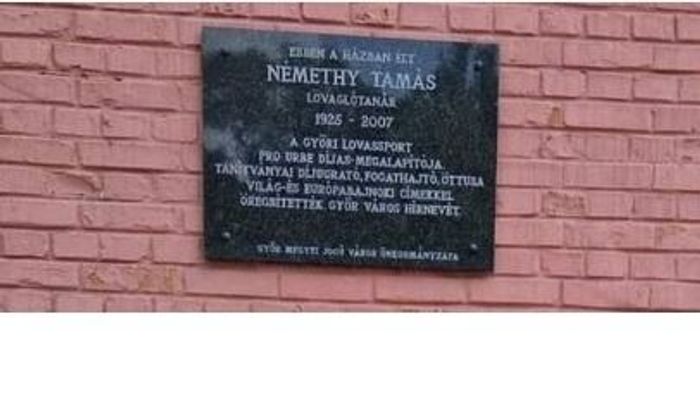 EBBEN A HÁZBAN ÉLT
NÉMETHY TAMÁS
LOVAGLÓTANÁR
1925 - 2007
A GYŐRI LOVASSPORT
PRO URBE DÍJAS-MEGALAPÍTÓJA.
TANÍTVÁNYAI DÍJUGRATÓ, FOGATHAJTÓ, ÖTTUSA
VILÁG-ÉS EURÓPABAJNOKI CÍMEKKEL
ÖREGBÍTETTÉK GYŐR VÁROS HÍRNEVÉT.
GYŐR MEGYEI JOGÚ VÁROS ÖNKORMÁNYZATA